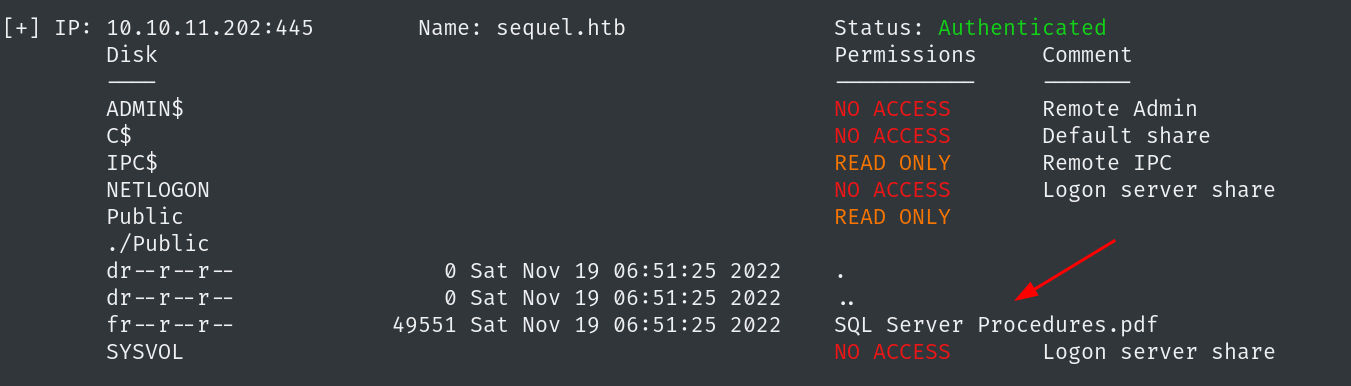 [+] IP: 10.10.11.202:445 Name: sequel.htb Status: Authenticated
Disk Permissions Comment
---- ----------- -------
ADMIN$ NO ACCESS Remote Admin
C$ NO ACCESS Default share
IPC$ READ ONLY Remote IPC
NETLOGON NO ACCESS Logon server share
Public READ ONLY
./Public
dr--r--r-- 0 Sat Nov 19 06:51:25 2022 .
dr--r--r-- 0 Sat Nov 19 06:51:25 2022 ..
fr--r--r-- 49551 Sat Nov 19 06:51:25 2022 SQL Server Procedures.pdf
SYSVOL NO ACCESS Logon server share